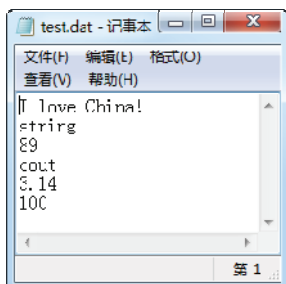 test.dat - 记事本
文件(F) 编辑(E) 格式(O)
查看(V) 帮助(H)
I love China!
string
89
cout
3.14
100
第 1